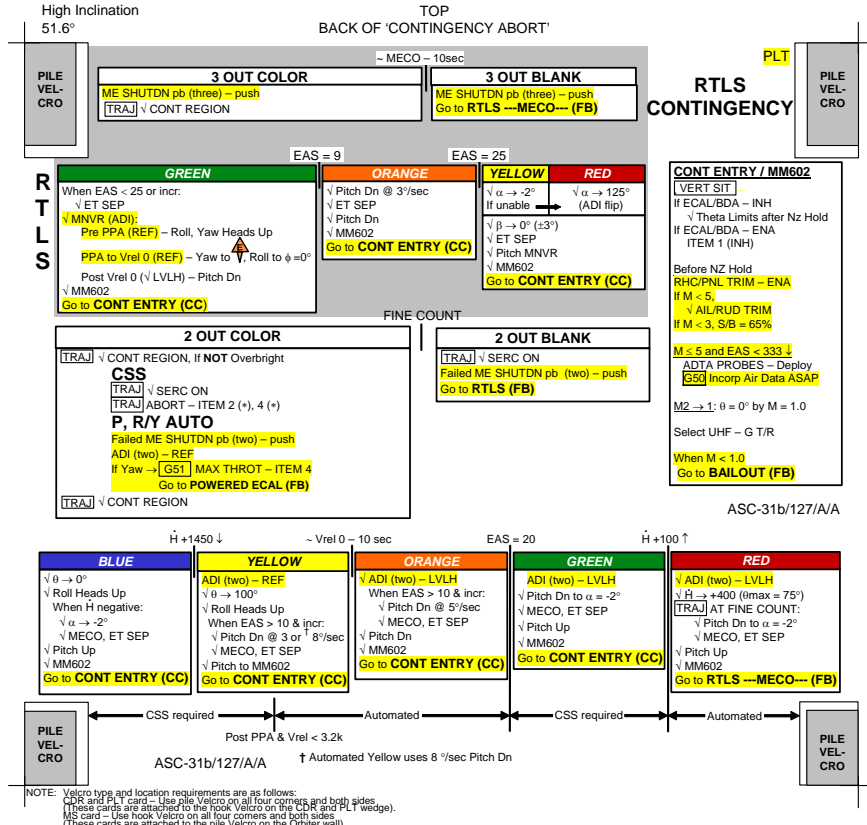 High Inclination
51.6°
TOP
BACK OF 'CONTINGENCY ABORT'
PILE
VEL-
CRO
~ MECO – 10sec
3 OUT COLOR
ME SHUTDN pb (three) – push
TRAJ √ CONT REGION
3 OUT BLANK
ME SHUTDN pb (three) – push
Go to RTLS ---MECO--- (FB)
PLT
RTLS
CONTINGENCY
PILE
VEL-
CRO
R
T
L
S
EAS = 9
EAS = 25
GREEN
When EAS < 25 or incr:
√ ET SEP
√ MNVR (ADI):
Pre PPA (REF) – Roll, Yaw Heads Up
PPA to Vrel 0 (REF) – Yaw to E, Roll to ϕ =0°
Post Vrel 0 (√ LVLH) – Pitch Dn
√ MM602
Go to CONT ENTRY (CC)
ORANGE
√ Pitch Dn @ 3°/sec
√ ET SEP
√ Pitch Dn
√ MM602
Go to CONT ENTRY (CC)
YELLOW
RED
√ α → -2°
If unable
√ α → 125°
(ADI flip)
√ β → 0° (±3°)
√ ET SEP
√ Pitch MNVR
√ MM602
Go to CONT ENTRY (CC)
CONT ENTRY / MM602
VERT SIT
If ECAL/BDA – INH
√ Theta Limits after Nz Hold
If ECAL/BDA – ENA
ITEM 1 (INH)
Before NZ Hold
RHC/PNL TRIM – ENA
If M < 5,
√ AIL/RUD TRIM
If M < 3, S/B = 65%
M ≤ 5 and EAS < 333 ↓
ADTA PROBES – Deploy
G50 Incorp Air Data ASAP
M2 → 1: θ = 0° by M = 1.0
Select UHF – G T/R
When M < 1.0
Go to BAILOUT (FB)
ASC-31b/127/A/A
FINE COUNT
2 OUT COLOR
TRAJ √ CONT REGION, If NOT Overbright
CSS
TRAJ √ SERC ON
TRAJ ABORT – ITEM 2 (∗), 4 (∗)
P, R/Y AUTO
Failed ME SHUTDN pb (two) – push
ADI (two) – REF
If Yaw → G51 MAX THROT – ITEM 4
Go to POWERED ECAL (FB)
TRAJ √ CONT REGION
2 OUT BLANK
TRAJ √ SERC ON
Failed ME SHUTDN pb (two) – push
Go to RTLS (FB)
Ḣ +1450 ↓
~ Vrel 0 – 10 sec
EAS = 20
Ḣ +100 ↑
BLUE
√ θ → 0°
√ Roll Heads Up
When Ḣ negative:
√ α → -2°
√ MECO, ET SEP
√ Pitch Up
√ MM602
Go to CONT ENTRY (CC)
YELLOW
ADI (two) – REF
√ θ → 100°
√ Roll Heads Up
When EAS > 10 & incr:
√ Pitch Dn @ 3 or † 8°/sec
√ MECO, ET SEP
√ Pitch to MM602
Go to CONT ENTRY (CC)
ORANGE
√ ADI (two) – LVLH
When EAS > 10 & incr:
√ Pitch Dn @ 5°/sec
√ MECO, ET SEP
√ Pitch Dn
√ MM602
Go to CONT ENTRY (CC)
GREEN
ADI (two) – LVLH
√ Pitch Dn to α = -2°
√ MECO, ET SEP
√ Pitch Up
√ MM602
Go to CONT ENTRY (CC)
RED
√ ADI (two) – LVLH
√ Ḣ → +400 (θmax = 75°)
TRAJ AT FINE COUNT:
√ Pitch Dn to α = -2°
√ MECO, ET SEP
√ Pitch Up
√ MM602
Go to RTLS ---MECO--- (FB)
PILE
VEL-
CRO
CSS required
Automated
CSS required
Automated
PILE
VEL-
CRO
Post PPA & Vrel < 3.2k
ASC-31b/127/A/A
† Automated Yellow uses 8 °/sec Pitch Dn
NOTE: Velcro type and location requirements are as follows:
CDR and PLT card – Use pile Velcro on all four corners and both sides
(These cards are attached to the hook Velcro on the CDR and PLT wedge).
MS card – Use hook Velcro on all four corners and both sides
(These cards are attached to the pile Velcro on the Orbiter wall)